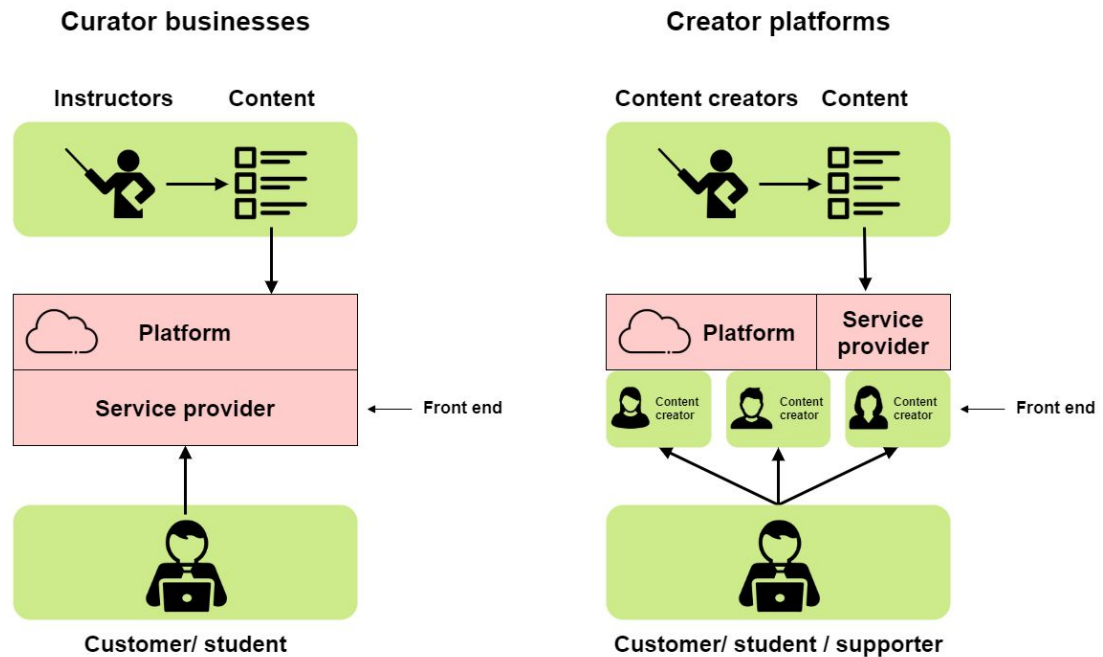 Curator businesses
Creator platforms
Instructors
Content
Content creators
Content
Platform
Service provider
Front end
Platform
Service
provider
Content
creator
Content
creator
Content
creator
Front end
Customer/ student
Customer/ student / supporter